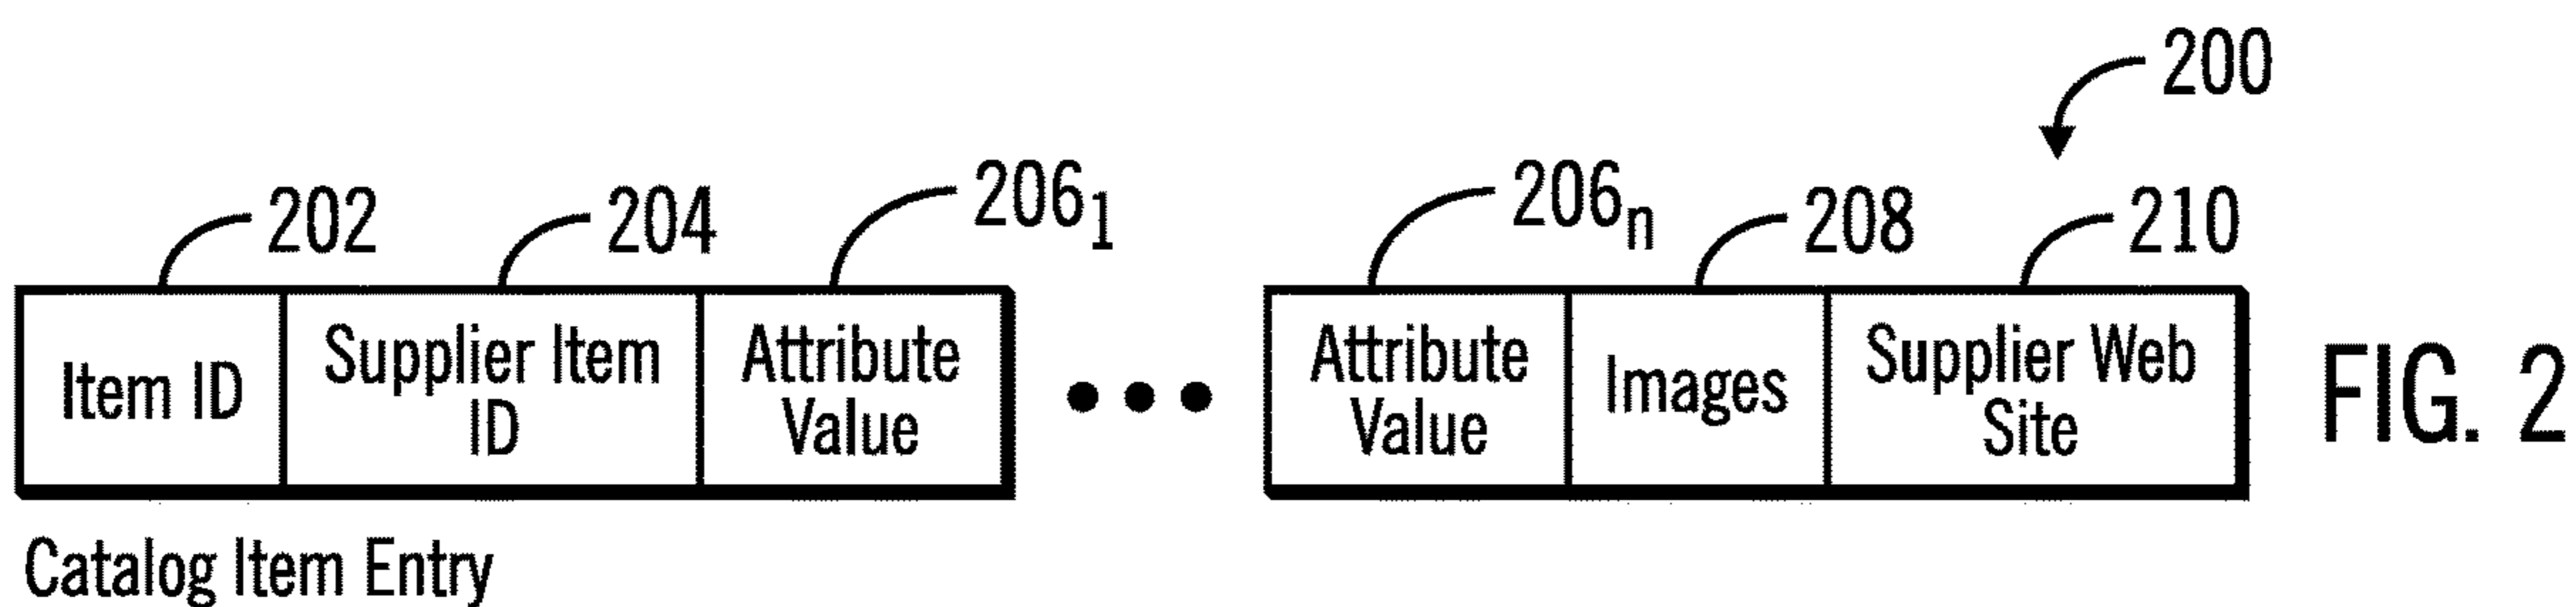 200
202 204 206₁ 206ₙ 208 210
Item ID
Supplier Item
ID
Attribute
Value
•••
Attribute
Value
Images
Supplier Web
Site
FIG. 2
Catalog Item Entry